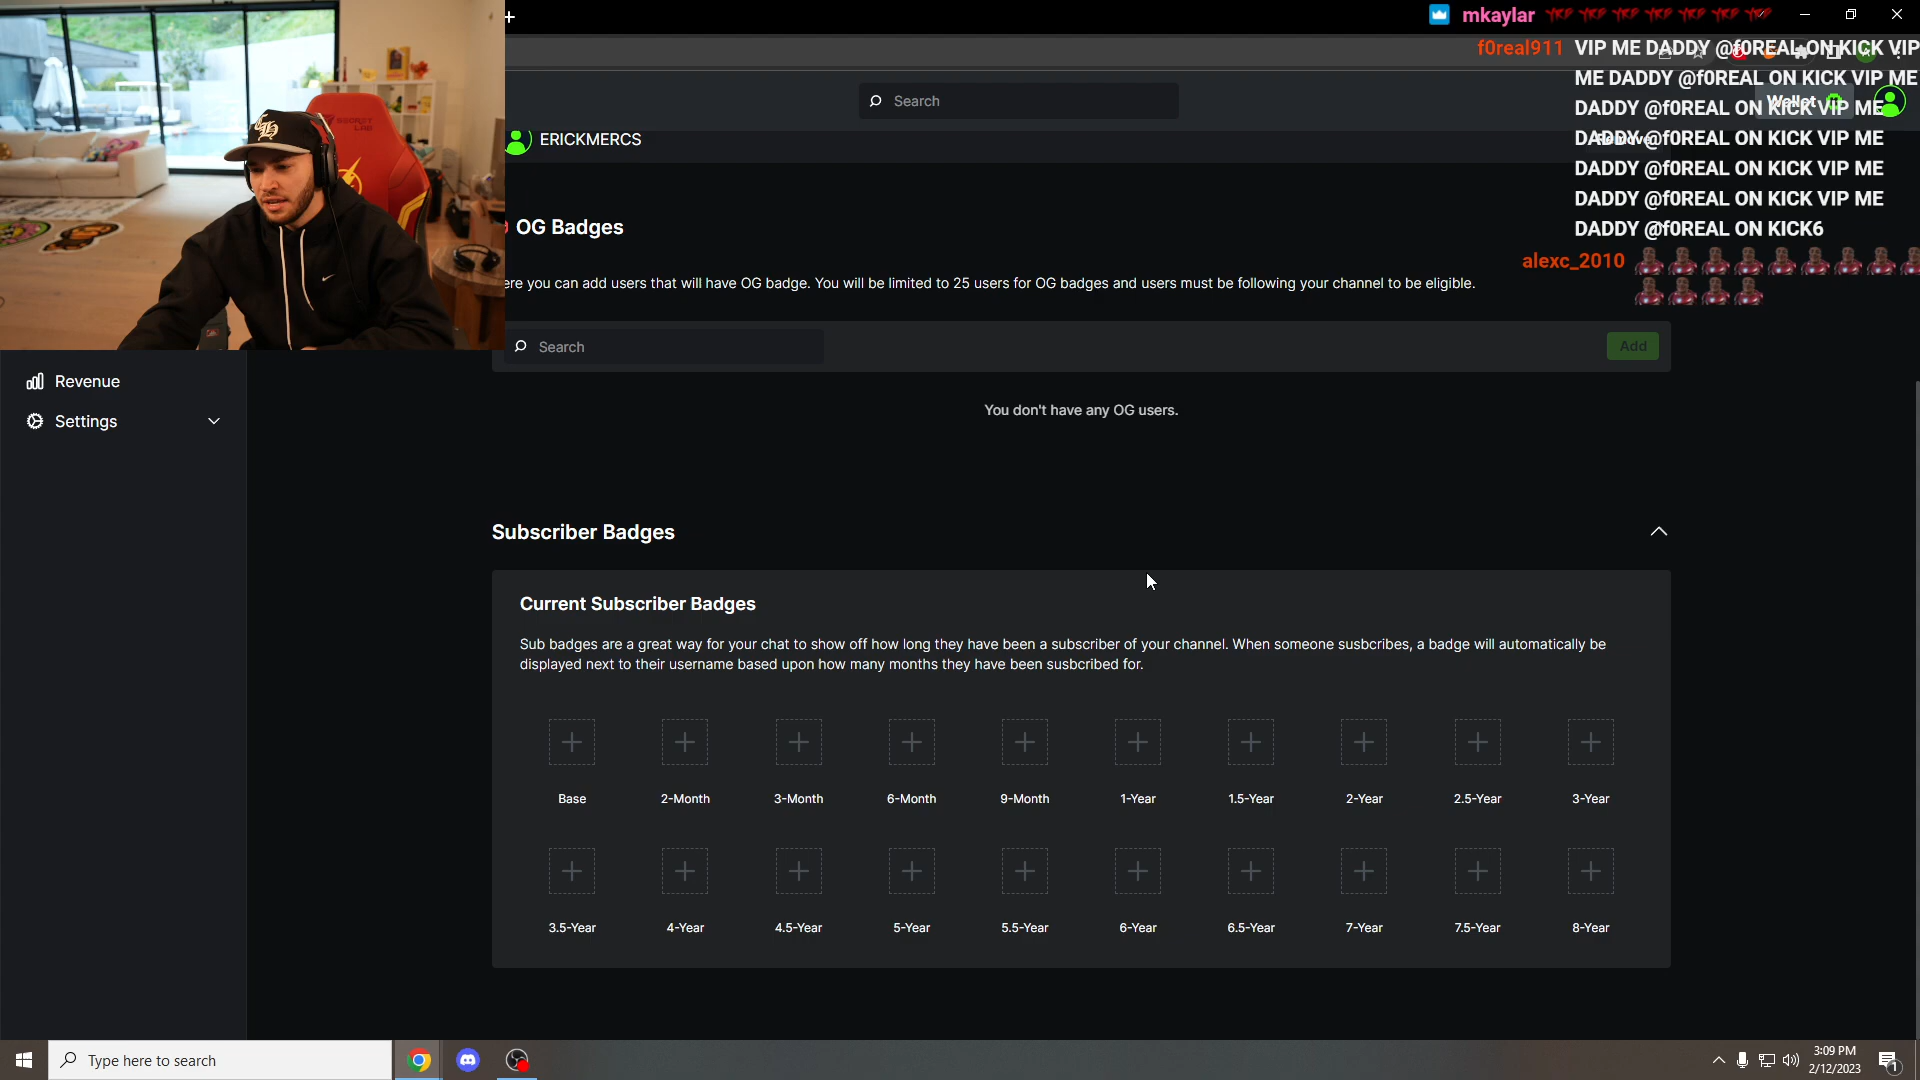 mkaylar
f0real911 VIP ME DADDY @f0REAL ON KICK VIP
ME DADDY @f0REAL ON KICK VIP ME
DADDY @f0REAL ON KICK VIP ME
DADDY @f0REAL ON KICK VIP ME
DADDY @f0REAL ON KICK VIP ME
DADDY @f0REAL ON KICK VIP ME
DADDY @f0REAL ON KICK6
alexc_2010
Search
Wallet
ERICKMERCS
Remove
SECRET
LAB
OG Badges
ere you can add users that will have OG badge. You will be limited to 25 users for OG badges and users must be following your channel to be eligible.
Search
Add
You don't have any OG users.
Revenue
Settings
Subscriber Badges
Current Subscriber Badges
Sub badges are a great way for your chat to show off how long they have been a subscriber of your channel. When someone susbcribes, a badge will automatically be
displayed next to their username based upon how many months they have been susbcribed for.
Base 2-Month 3-Month 6-Month 9-Month 1-Year 1.5-Year 2-Year 2.5-Year 3-Year
3.5-Year 4-Year 4.5-Year 5-Year 5.5-Year 6-Year 6.5-Year 7-Year 7.5-Year 8-Year
Type here to search
3:09 PM
2/12/2023
1